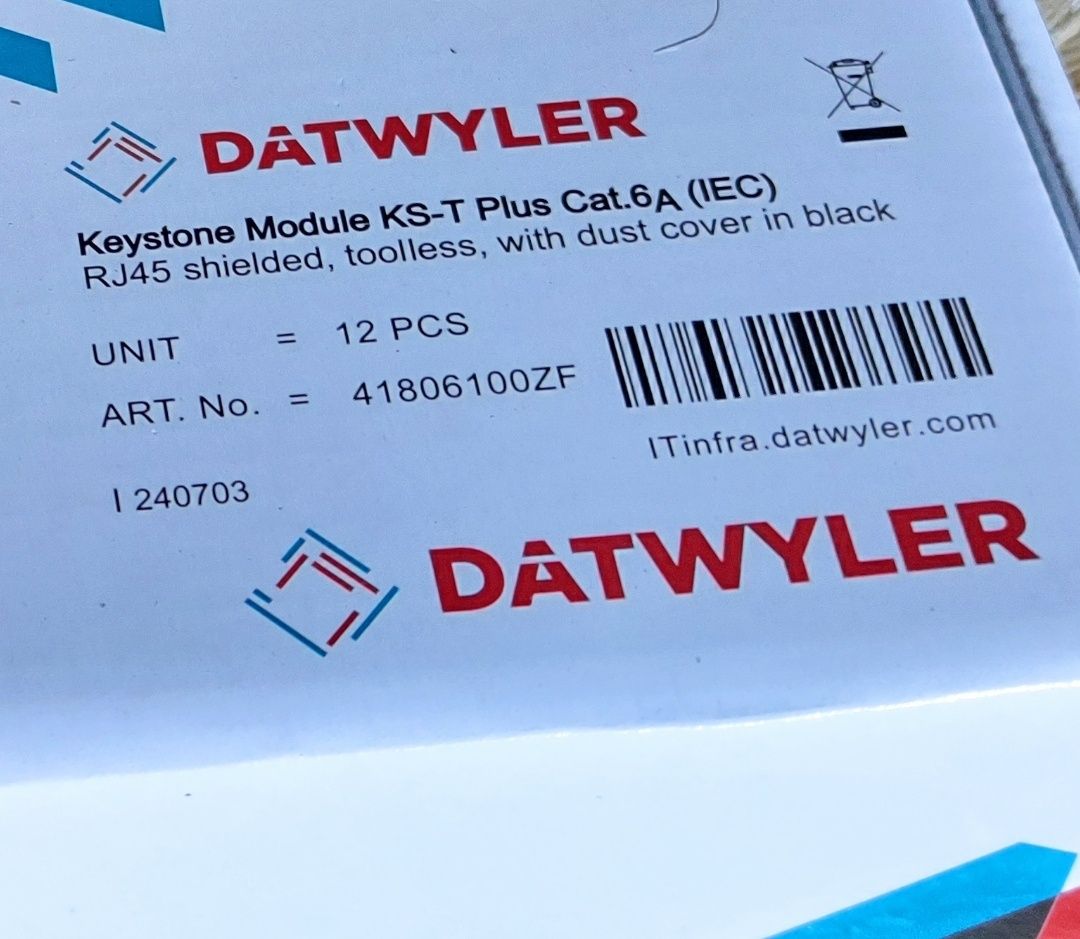 DATWYLER
Keystone Module KS-T Plus Cat.6A (IEC)
RJ45 shielded, toolless, with dust cover in black
UNIT = 12 PCS
ART. No. = 41806100ZF
ITinfra.datwyler.com
I 240703
DATWYLER